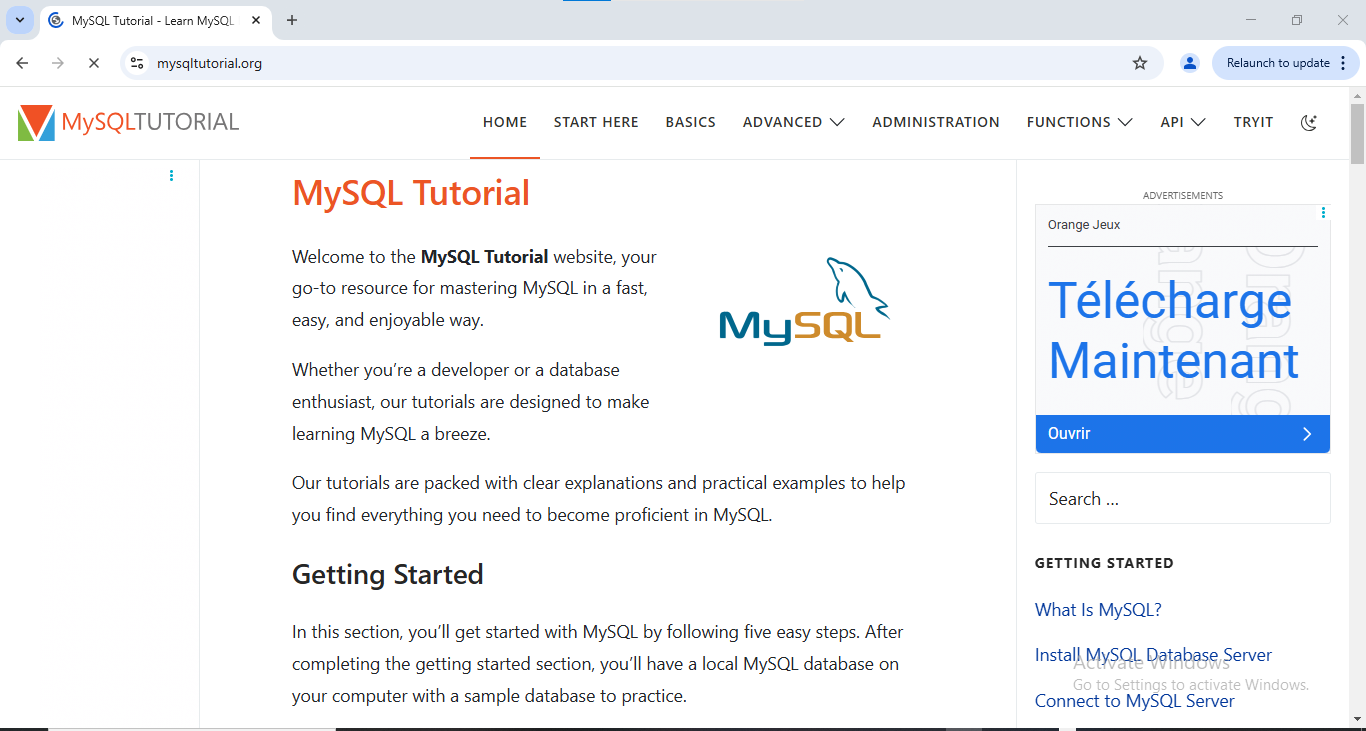 MySQL Tutorial - Learn MySQL
mysqltutorial.org
Relaunch to update
MySQLTUTORIAL
HOME
START HERE
BASICS
ADVANCED
ADMINISTRATION
FUNCTIONS
API
TRYIT
MySQL Tutorial
Welcome to the MySQL Tutorial website, your
go-to resource for mastering MySQL in a fast,
easy, and enjoyable way.
MySQL
Whether you're a developer or a database
enthusiast, our tutorials are designed to make
learning MySQL a breeze.
Our tutorials are packed with clear explanations and practical examples to help
you find everything you need to become proficient in MySQL.
Getting Started
In this section, you'll get started with MySQL by following five easy steps. After
completing the getting started section, you'll have a local MySQL database on
your computer with a sample database to practice.
ADVERTISEMENTS
Orange Jeux
Télécharge
Maintenant
Ouvrir
Search ...
GETTING STARTED
What Is MySQL?
Install MySQL Database Server
Activate Windows
Go to Settings to activate Windows.
Connect to MySQL Server